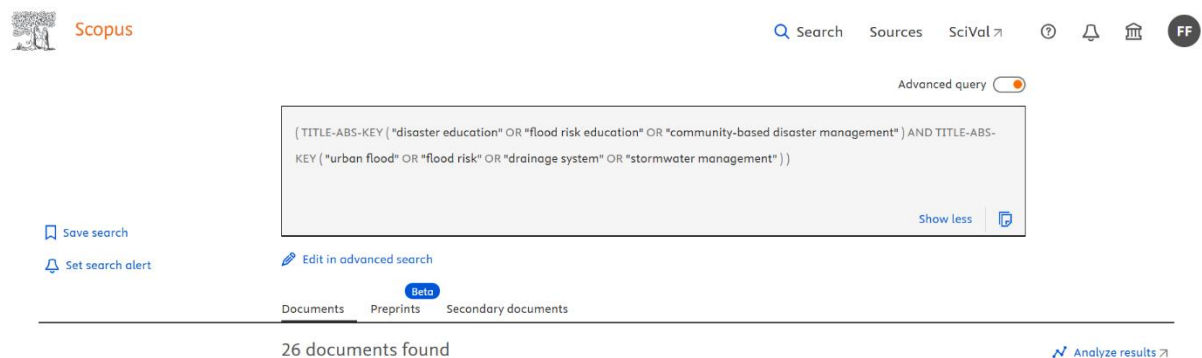 Scopus
Search Sources SciVal FF
Advanced query
( TITLE-ABS-KEY ( "disaster education" OR "flood risk education" OR "community-based disaster management" ) AND TITLE-ABS-
KEY ( "urban flood" OR "flood risk" OR "drainage system" OR "stormwater management" ) )
Show less
Save search
Set search alert
Edit in advanced search
Beta
Documents Preprints Secondary documents
26 documents found
Analyze results